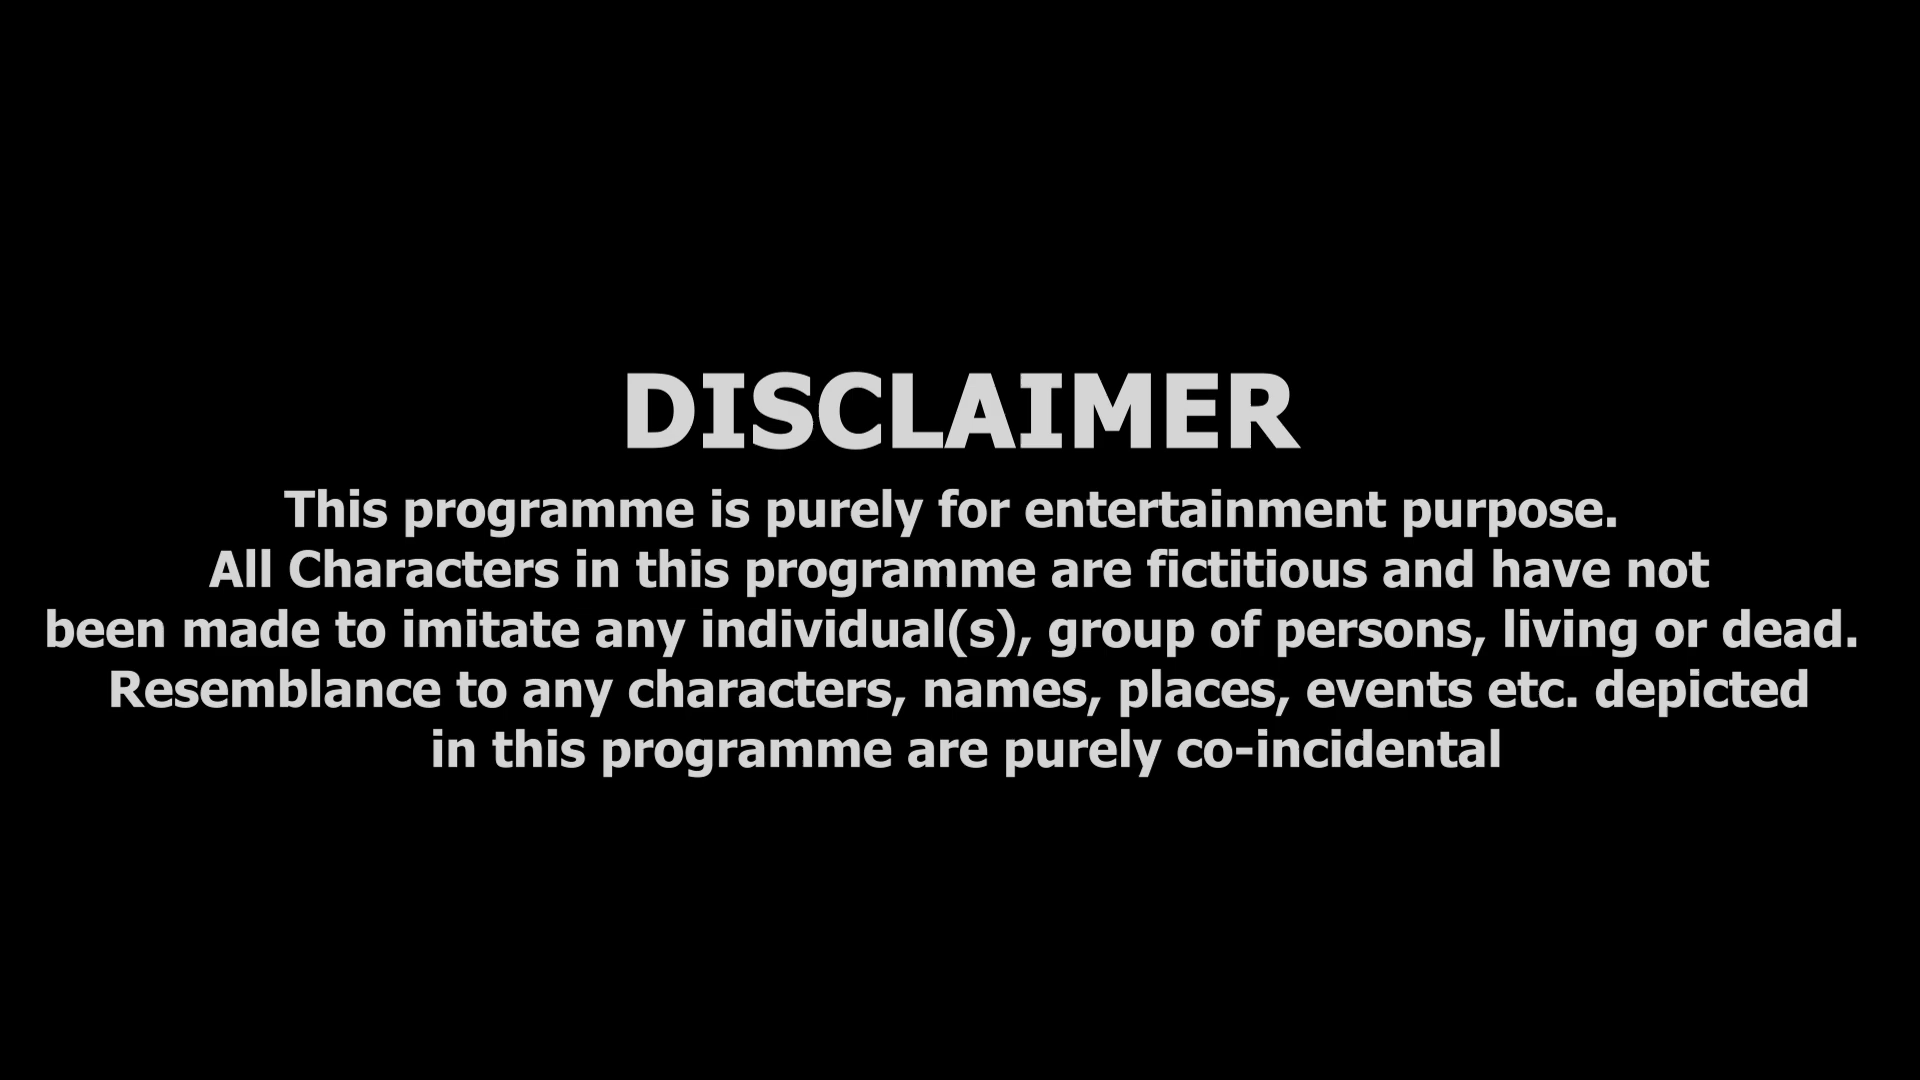 DISCLAIMER
This programme is purely for entertainment purpose.
All Characters in this programme are fictitious and have not
been made to imitate any individual(s), group of persons, living or dead.
Resemblance to any characters, names, places, events etc. depicted
in this programme are purely co-incidental